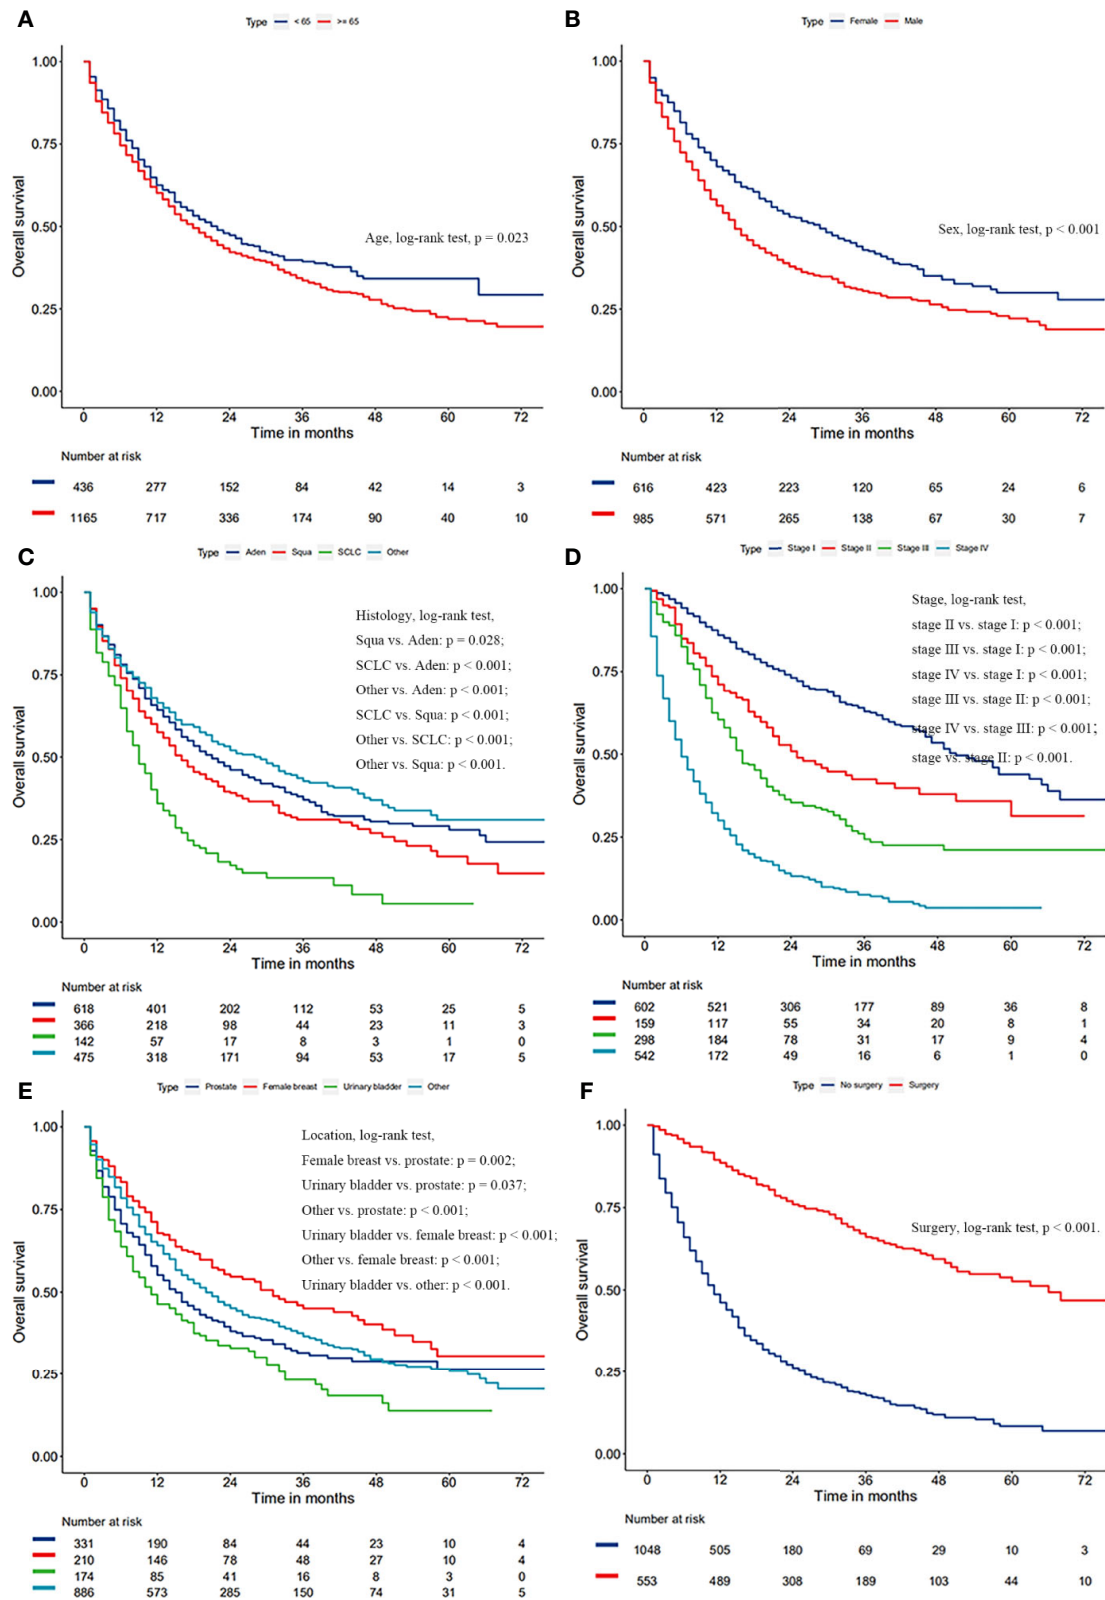 A
Type < 65 >= 65
1.00
0.75
0.50
0.25
0.00
Overall survival
Age, log-rank test, p = 0.023
0 12 24 36 48 60 72
Time in months
Number at risk
436 277 152 84 42 14 3
1165 717 336 174 90 40 10
B
Type Female Male
1.00
0.75
0.50
0.25
0.00
Overall survival
Sex, log-rank test, p < 0.001
0 12 24 36 48 60 72
Time in months
Number at risk
616 423 223 120 65 24 6
985 571 265 138 67 30 7
C
Type Aden Squa SCLC Other
1.00
0.75
0.50
0.25
0.00
Overall survival
Histology, log-rank test,
Squa vs. Aden: p = 0.028;
SCLC vs. Aden: p < 0.001;
Other vs. Aden: p < 0.001;
SCLC vs. Squa: p < 0.001;
Other vs. SCLC: p < 0.001;
Other vs. Squa: p < 0.001.
0 12 24 36 48 60 72
Time in months
Number at risk
618 401 202 112 53 25 5
366 218 98 44 23 11 3
142 57 17 8 3 1 0
475 318 171 94 53 17 5
D
Type Stage I Stage II Stage III Stage IV
1.00
0.75
0.50
0.25
0.00
Overall survival
Stage, log-rank test,
stage II vs. stage I: p < 0.001;
stage III vs. stage I: p < 0.001;
stage IV vs. stage I: p < 0.001;
stage III vs. stage II: p < 0.001;
stage IV vs. stage III: p < 0.001;
stage vs. stage II: p < 0.001.
0 12 24 36 48 60 72
Time in months
Number at risk
602 521 306 177 89 36 8
159 117 55 34 20 8 1
298 184 78 31 17 9 4
542 172 49 16 6 1 0
E
Type Prostate Female breast Urinary bladder Other
1.00
0.75
0.50
0.25
0.00
Overall survival
Location, log-rank test,
Female breast vs. prostate: p = 0.002;
Urinary bladder vs. prostate: p = 0.037;
Other vs. prostate: p < 0.001;
Urinary bladder vs. female breast: p < 0.001;
Other vs. female breast: p < 0.001;
Urinary bladder vs. other: p < 0.001.
0 12 24 36 48 60 72
Time in months
Number at risk
331 190 84 44 23 10 4
210 146 78 48 27 10 4
174 85 41 16 8 3 0
886 573 285 150 74 31 5
F
Type No surgery Surgery
1.00
0.75
0.50
0.25
0.00
Overall survival
Surgery, log-rank test, p < 0.001.
0 12 24 36 48 60 72
Time in months
Number at risk
1048 505 180 69 29 10 3
553 489 308 189 103 44 10